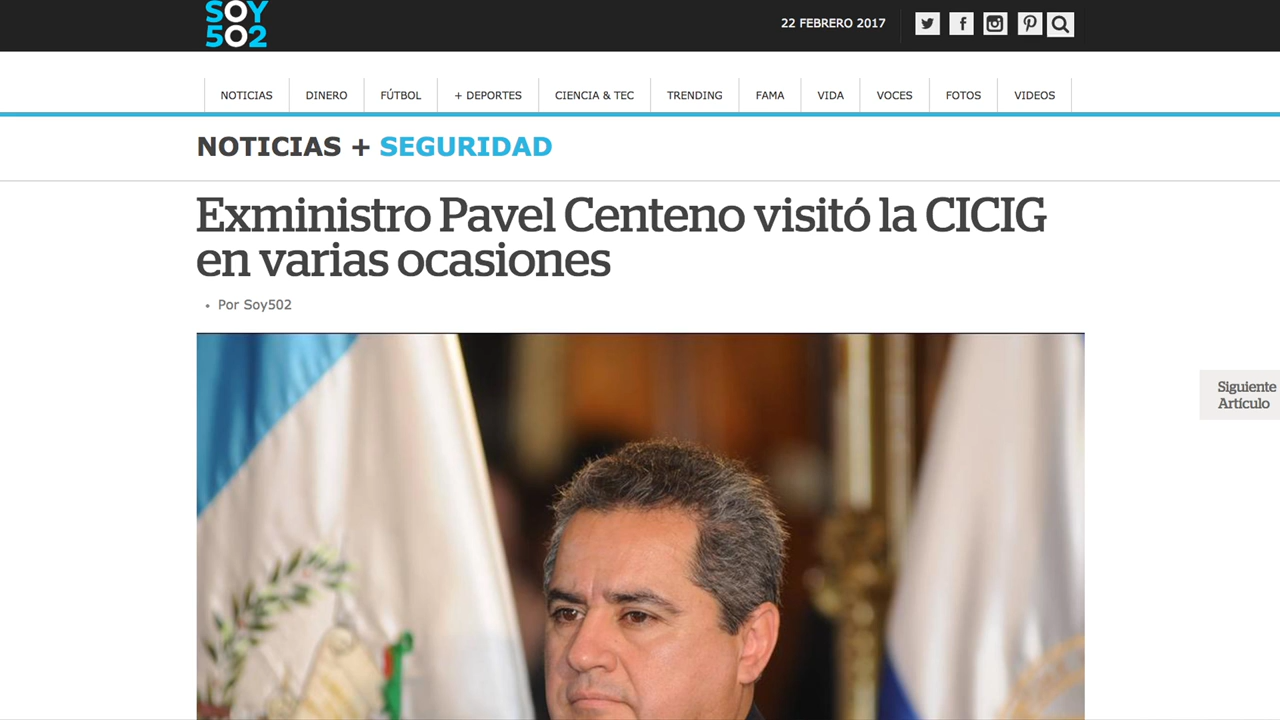 SOY
502
22 FEBRERO 2017
NOTICIAS
DINERO
FÚTBOL
+ DEPORTES
CIENCIA & TEC
TRENDING
FAMA
VIDA
VOCES
FOTOS
VIDEOS
NOTICIAS + SEGURIDAD
Exministro Pavel Centeno visitó la CICIG
en varias ocasiones
• Por Soy502
Siguiente
Artículo